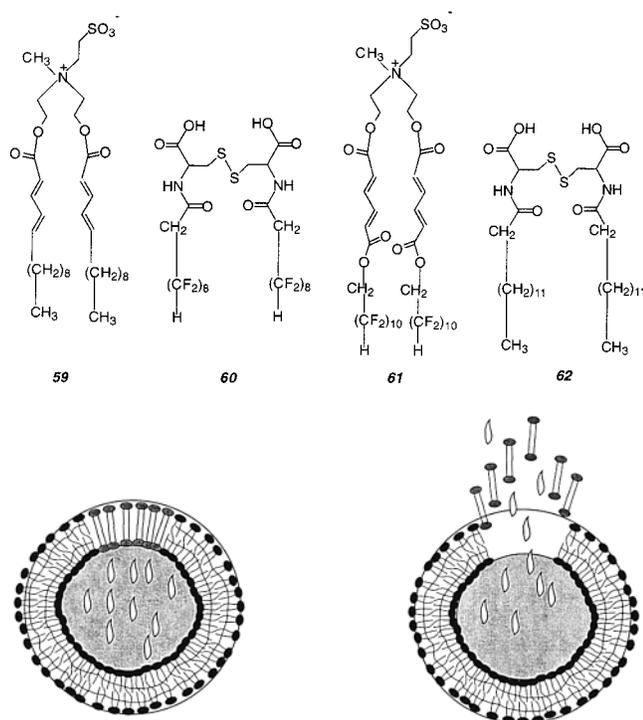 SO₃⁻
CH₃
N⁺
O
O
O
O
(CH₂)₈
(CH₂)₈
CH₃
CH₃
59
O
OH
HO
O
S
S
HN
NH
O
O
CH₂
CH₂
(CF₂)₈
(CF₂)₈
H
H
60
SO₃⁻
CH₃
N⁺
O
O
O
O
O
O
O
O
CH₂
CH₂
(CF₂)₁₀
(CF₂)₁₀
H
H
61
O
OH
HO
O
S
S
HN
NH
O
O
CH₂
CH₂
(CH₂)₁₁
(CH₂)₁₁
CH₃
CH₃
62